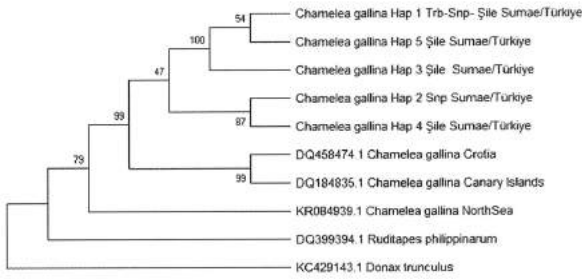 54
Chamelea gallina Hap 1 Trb-Snp- Şile Sumae/Türkiye
100
Chamelea gallina Hap 5 Şile Sumae/Türkiye
Chamelea gallina Hap 3 Şile Sumae/Türkiye
47
Chamelea gallina Hap 2 Snp Sumae/Türkiye
87
Chamelea gallina Hap 4 Şile Sumae/Türkiye
99
DQ458474.1 Chamelea gallina Crotia
99
DQ184835.1 Chamelea gallina Canary Islands
79
KR084939.1 Chamelea gallina NorthSea
DQ399394.1 Ruditapes philippinarum
KC429143.1 Donax trunculus